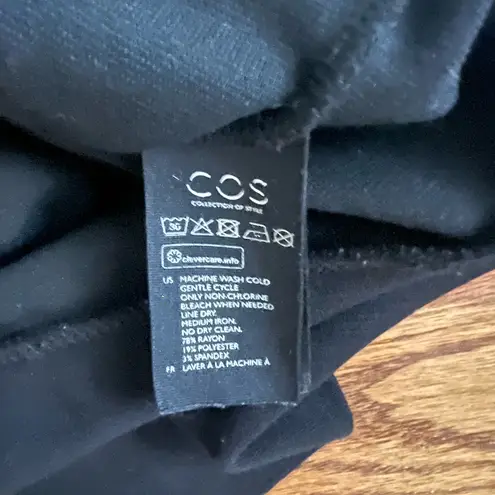 COS
COLLECTION OF STYLE
30
clevercare.info
US MACHINE WASH COLD
GENTLE CYCLE
ONLY NON-CHLORINE
BLEACH WHEN NEEDED
LINE DRY.
MEDIUM IRON.
NO DRY CLEAN.
78% RAYON
19% POLYESTER
3% SPANDEX
FR LAVER À LA MACHINE À